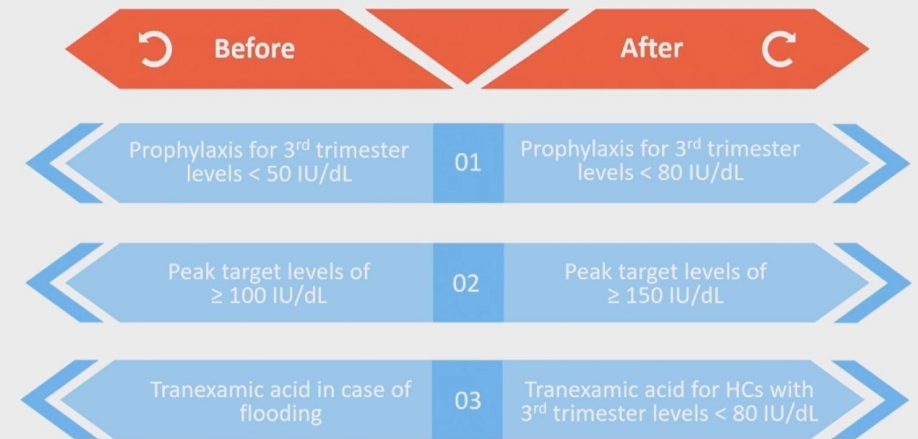 Before
After
Prophylaxis for 3rd trimester
levels < 50 IU/dL
01
Prophylaxis for 3rd trimester
levels < 80 IU/dL
Peak target levels of
≥ 100 IU/dL
02
Peak target levels of
≥ 150 IU/dL
Tranexamic acid in case of
flooding
03
Tranexamic acid for HCs with
3rd trimester levels < 80 IU/dL